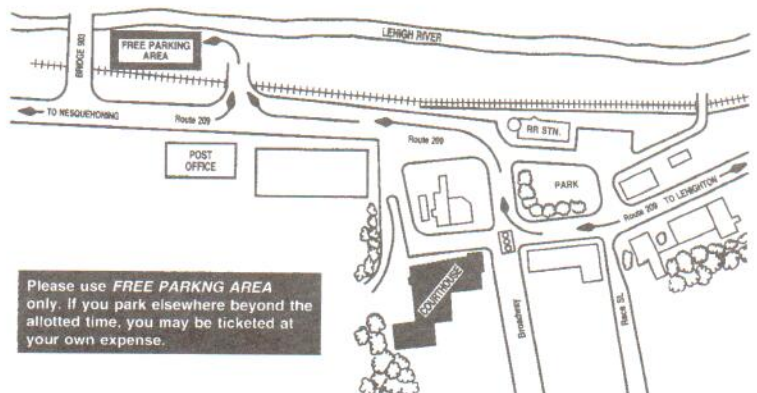 LEHIGH RIVER
BRIDGE 903
FREE PARKING
AREA
TO NESQUEHONING
Route 209
Route 209
RR STN.
POST
OFFICE
PARK
Route 209 TO LEHIGHTON
COURTHOUSE
Broadway
Race St.
Please use FREE PARKNG AREA
only. If you park elsewhere beyond the
allotted time, you may be ticketed at
your own expense.